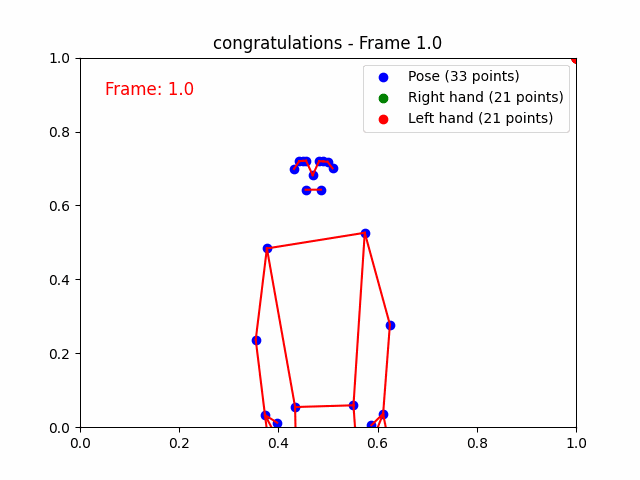 congratulations - Frame 1.0
Frame: 1.0
Pose (33 points)
Right hand (21 points)
Left hand (21 points)
1.0
0.8
0.6
0.4
0.2
0.0
0.0 0.2 0.4 0.6 0.8 1.0